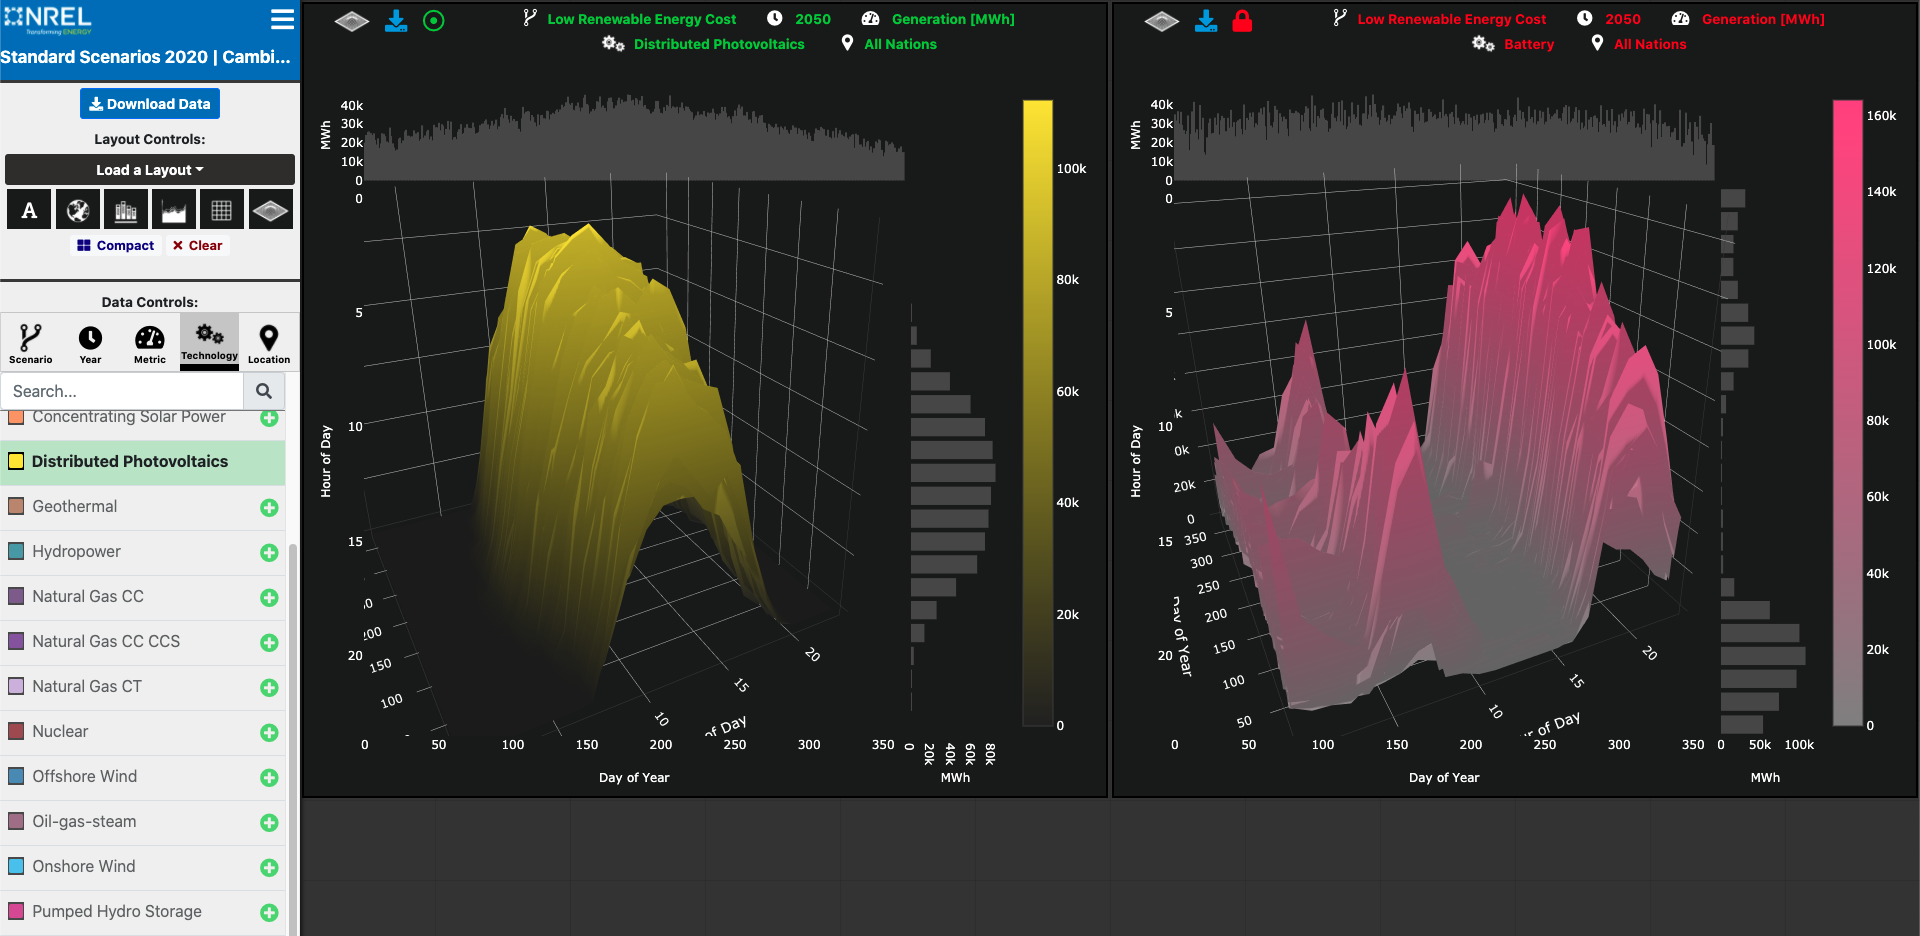 NREL
Transforming ENERGY
Standard Scenarios 2020 | Cambi...
Download Data
Layout Controls:
Load a Layout
A
Compact
Clear
Data Controls:
Scenario
Year
Metric
Technology
Location
Search...
Concentrating Solar Power
Distributed Photovoltaics
Geothermal
Hydropower
Natural Gas CC
Natural Gas CC CCS
Natural Gas CT
Nuclear
Offshore Wind
Oil-gas-steam
Onshore Wind
Pumped Hydro Storage
Low Renewable Energy Cost 2050 Generation [MWh]
Distributed Photovoltaics All Nations
MWh
40k
30k
20k
10k
0
0
5
10
15
20
Hour of Day
200
150
100
10
15
20
of Day
0 50 100 150 200 250 300 350
Day of Year
0 20k 40k 60k 80k
MWh
100k
80k
60k
40k
20k
0
Low Renewable Energy Cost 2050 Generation [MWh]
Battery All Nations
MWh
40k
30k
20k
10k
0
0
5
10
15
20
Hour of Day
k
0k
20k
0
350
300
250
200
150
100
50
Day of Year
10
15
20
of Day
0 50 100 150 200 250 300 350
Day of Year
0 50k 100k
MWh
160k
140k
120k
100k
80k
60k
40k
20k
0